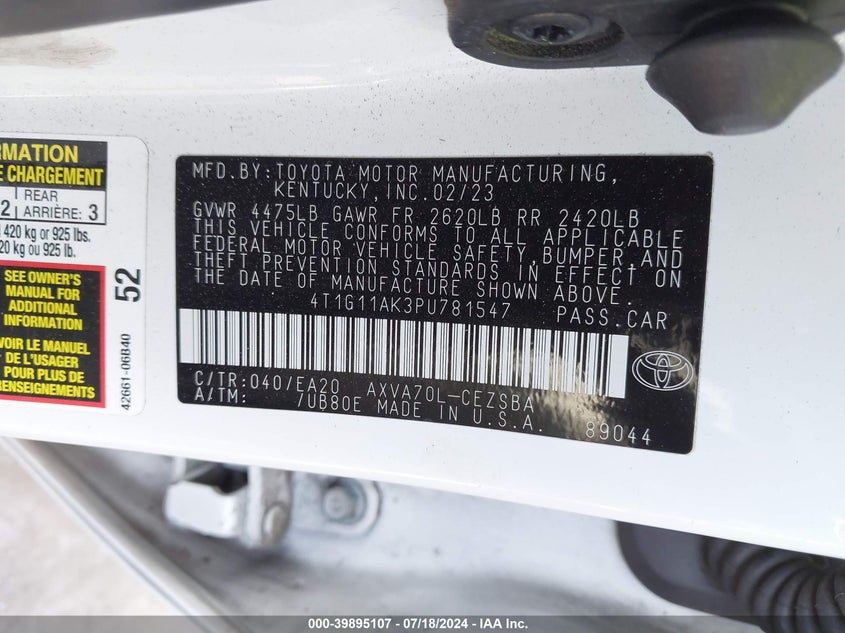 RMATION
E CHARGEMENT
REAR
2 ARRIÈRE: 3
420 kg or 925 lbs.
20 kg ou 925 lb.
SEE OWNER'S
MANUAL FOR
ADDITIONAL
INFORMATION
VOIR LE MANUEL
DE L'USAGER
POUR PLUS DE
RENSEIGNEMENTS
52
42661-06B40
MFD.BY:TOYOTA MOTOR MANUFACTURING,
KENTUCKY, INC. 02/23
GVWR 4475LB GAWR FR 2620LB RR 2420LB
THIS VEHICLE CONFORMS TO ALL APPLICABLE
FEDERAL MOTOR VEHICLE SAFETY, BUMPER, AND
THEFT PREVENTION STANDARDS IN EFFECT ON
THE DATE OF MANUFACTURE SHOWN ABOVE.
4T1G11AK3PU781547 PASS.CAR
C/TR:040/EA20 AXVA70L-CEZSBA
A/TM: /UB80E MADE IN U.S.A.
89044
000-39895107 - 07/18/2024 - IAA Inc.